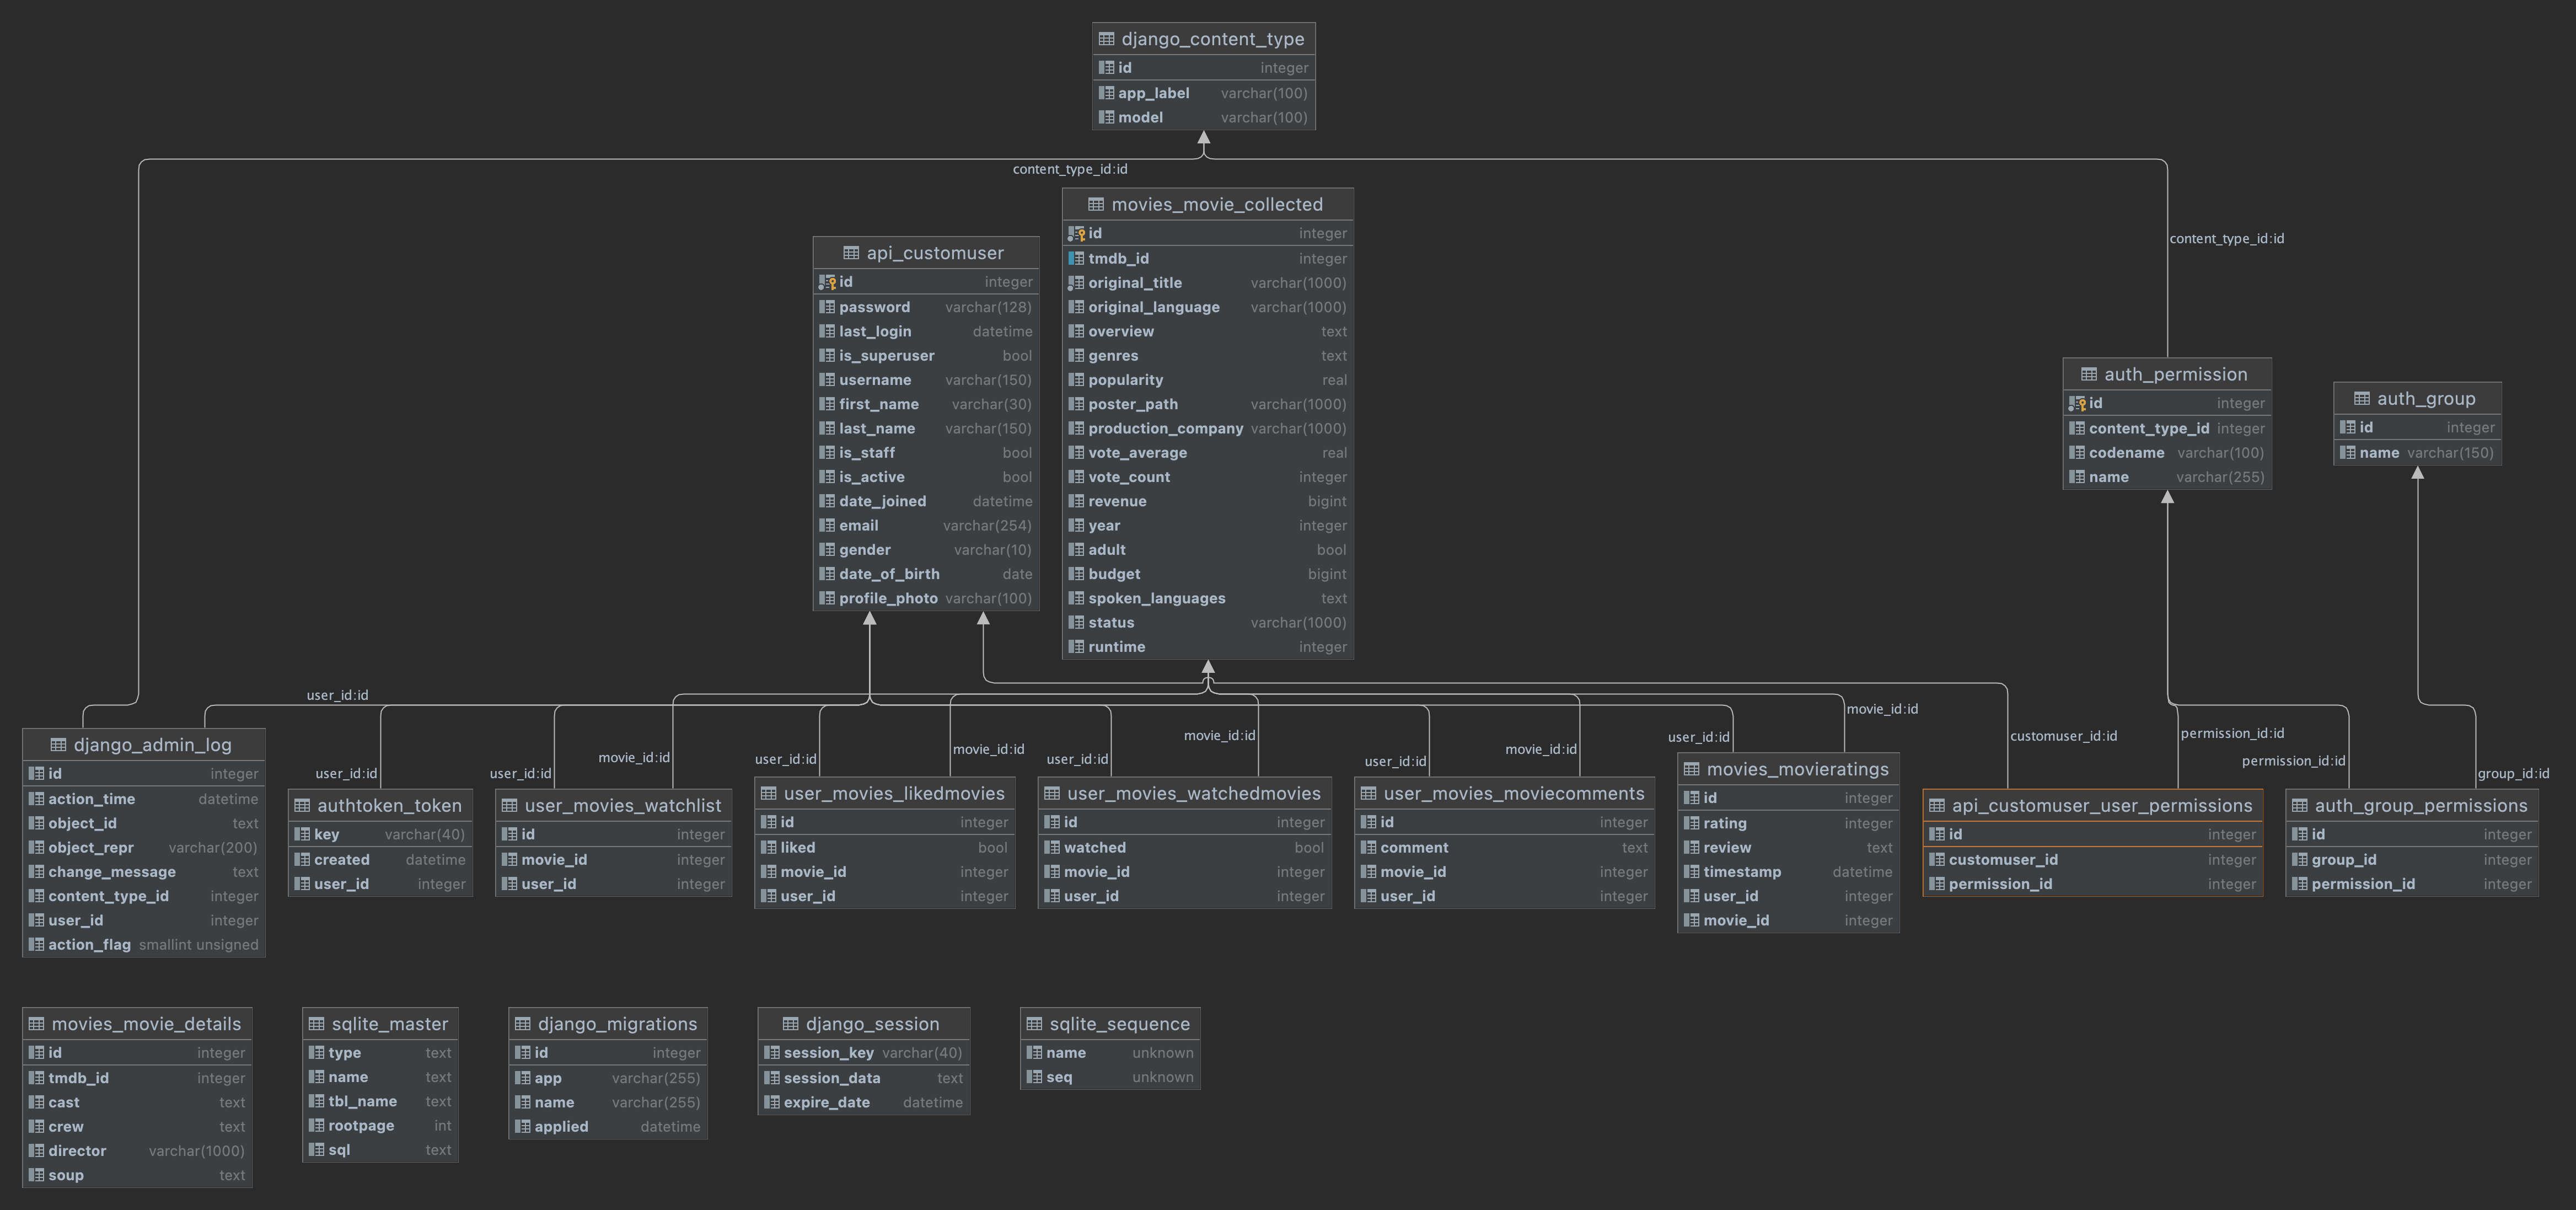 django_content_type
id integer
app_label varchar(100)
model varchar(100)
content_type_id:id
content_type_id:id
movies_movie_collected
id integer
tmdb_id integer
original_title varchar(1000)
original_language varchar(1000)
overview text
genres text
popularity real
poster_path varchar(1000)
production_company varchar(1000)
vote_average real
vote_count integer
revenue bigint
year integer
adult bool
budget bigint
spoken_languages text
status varchar(1000)
runtime integer
api_customuser
id integer
password varchar(128)
last_login datetime
is_superuser bool
username varchar(150)
first_name varchar(30)
last_name varchar(150)
is_staff bool
is_active bool
date_joined datetime
email varchar(254)
gender varchar(10)
date_of_birth date
profile_photo varchar(100)
auth_permission
id integer
content_type_id integer
codename varchar(100)
name varchar(255)
auth_group
id integer
name varchar(150)
user_id:id
user_id:id
user_id:id
movie_id:id
user_id:id
movie_id:id
user_id:id
movie_id:id
user_id:id
movie_id:id
user_id:id
movie_id:id
customuser_id:id
permission_id:id
permission_id:id
group_id:id
django_admin_log
id integer
action_time datetime
object_id text
object_repr varchar(200)
change_message text
content_type_id integer
user_id integer
action_flag smallint unsigned
authtoken_token
key varchar(40)
created datetime
user_id integer
user_movies_watchlist
id integer
movie_id integer
user_id integer
user_movies_likedmovies
id integer
liked bool
movie_id integer
user_id integer
user_movies_watchedmovies
id integer
watched bool
movie_id integer
user_id integer
user_movies_moviecomments
id integer
comment text
movie_id integer
user_id integer
movies_movieratings
id integer
rating integer
review text
timestamp datetime
user_id integer
movie_id integer
api_customuser_user_permissions
id integer
customuser_id integer
permission_id integer
auth_group_permissions
id integer
group_id integer
permission_id integer
movies_movie_details
id integer
tmdb_id integer
cast text
crew text
director varchar(1000)
soup text
sqlite_master
type text
name text
tbl_name text
rootpage int
sql text
django_migrations
id integer
app varchar(255)
name varchar(255)
applied datetime
django_session
session_key varchar(40)
session_data text
expire_date datetime
sqlite_sequence
name unknown
seq unknown